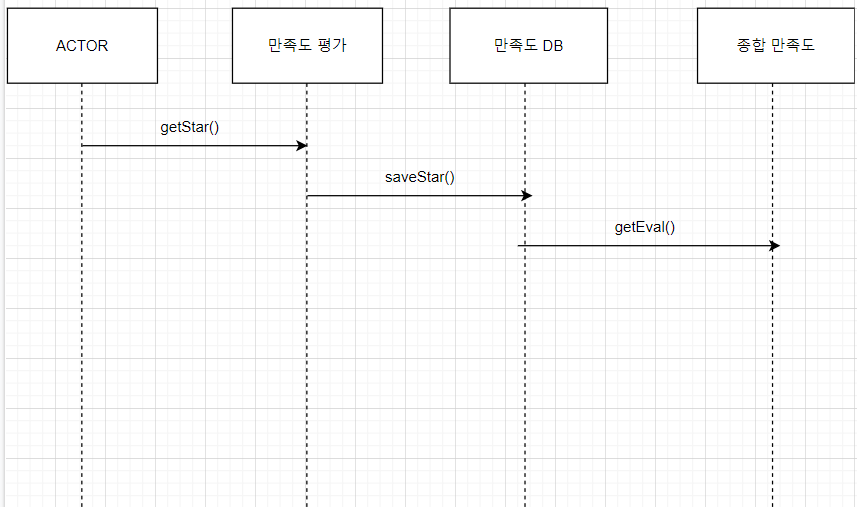 ACTOR
만족도 평가
만족도 DB
종합 만족도
getStar()
saveStar()
getEval()